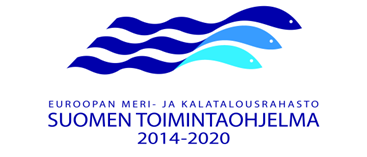 EUROOPAN MERI- JA KALATALOUSRAHASTO
SUOMEN TOIMINTAOHJELMA
2014-2020